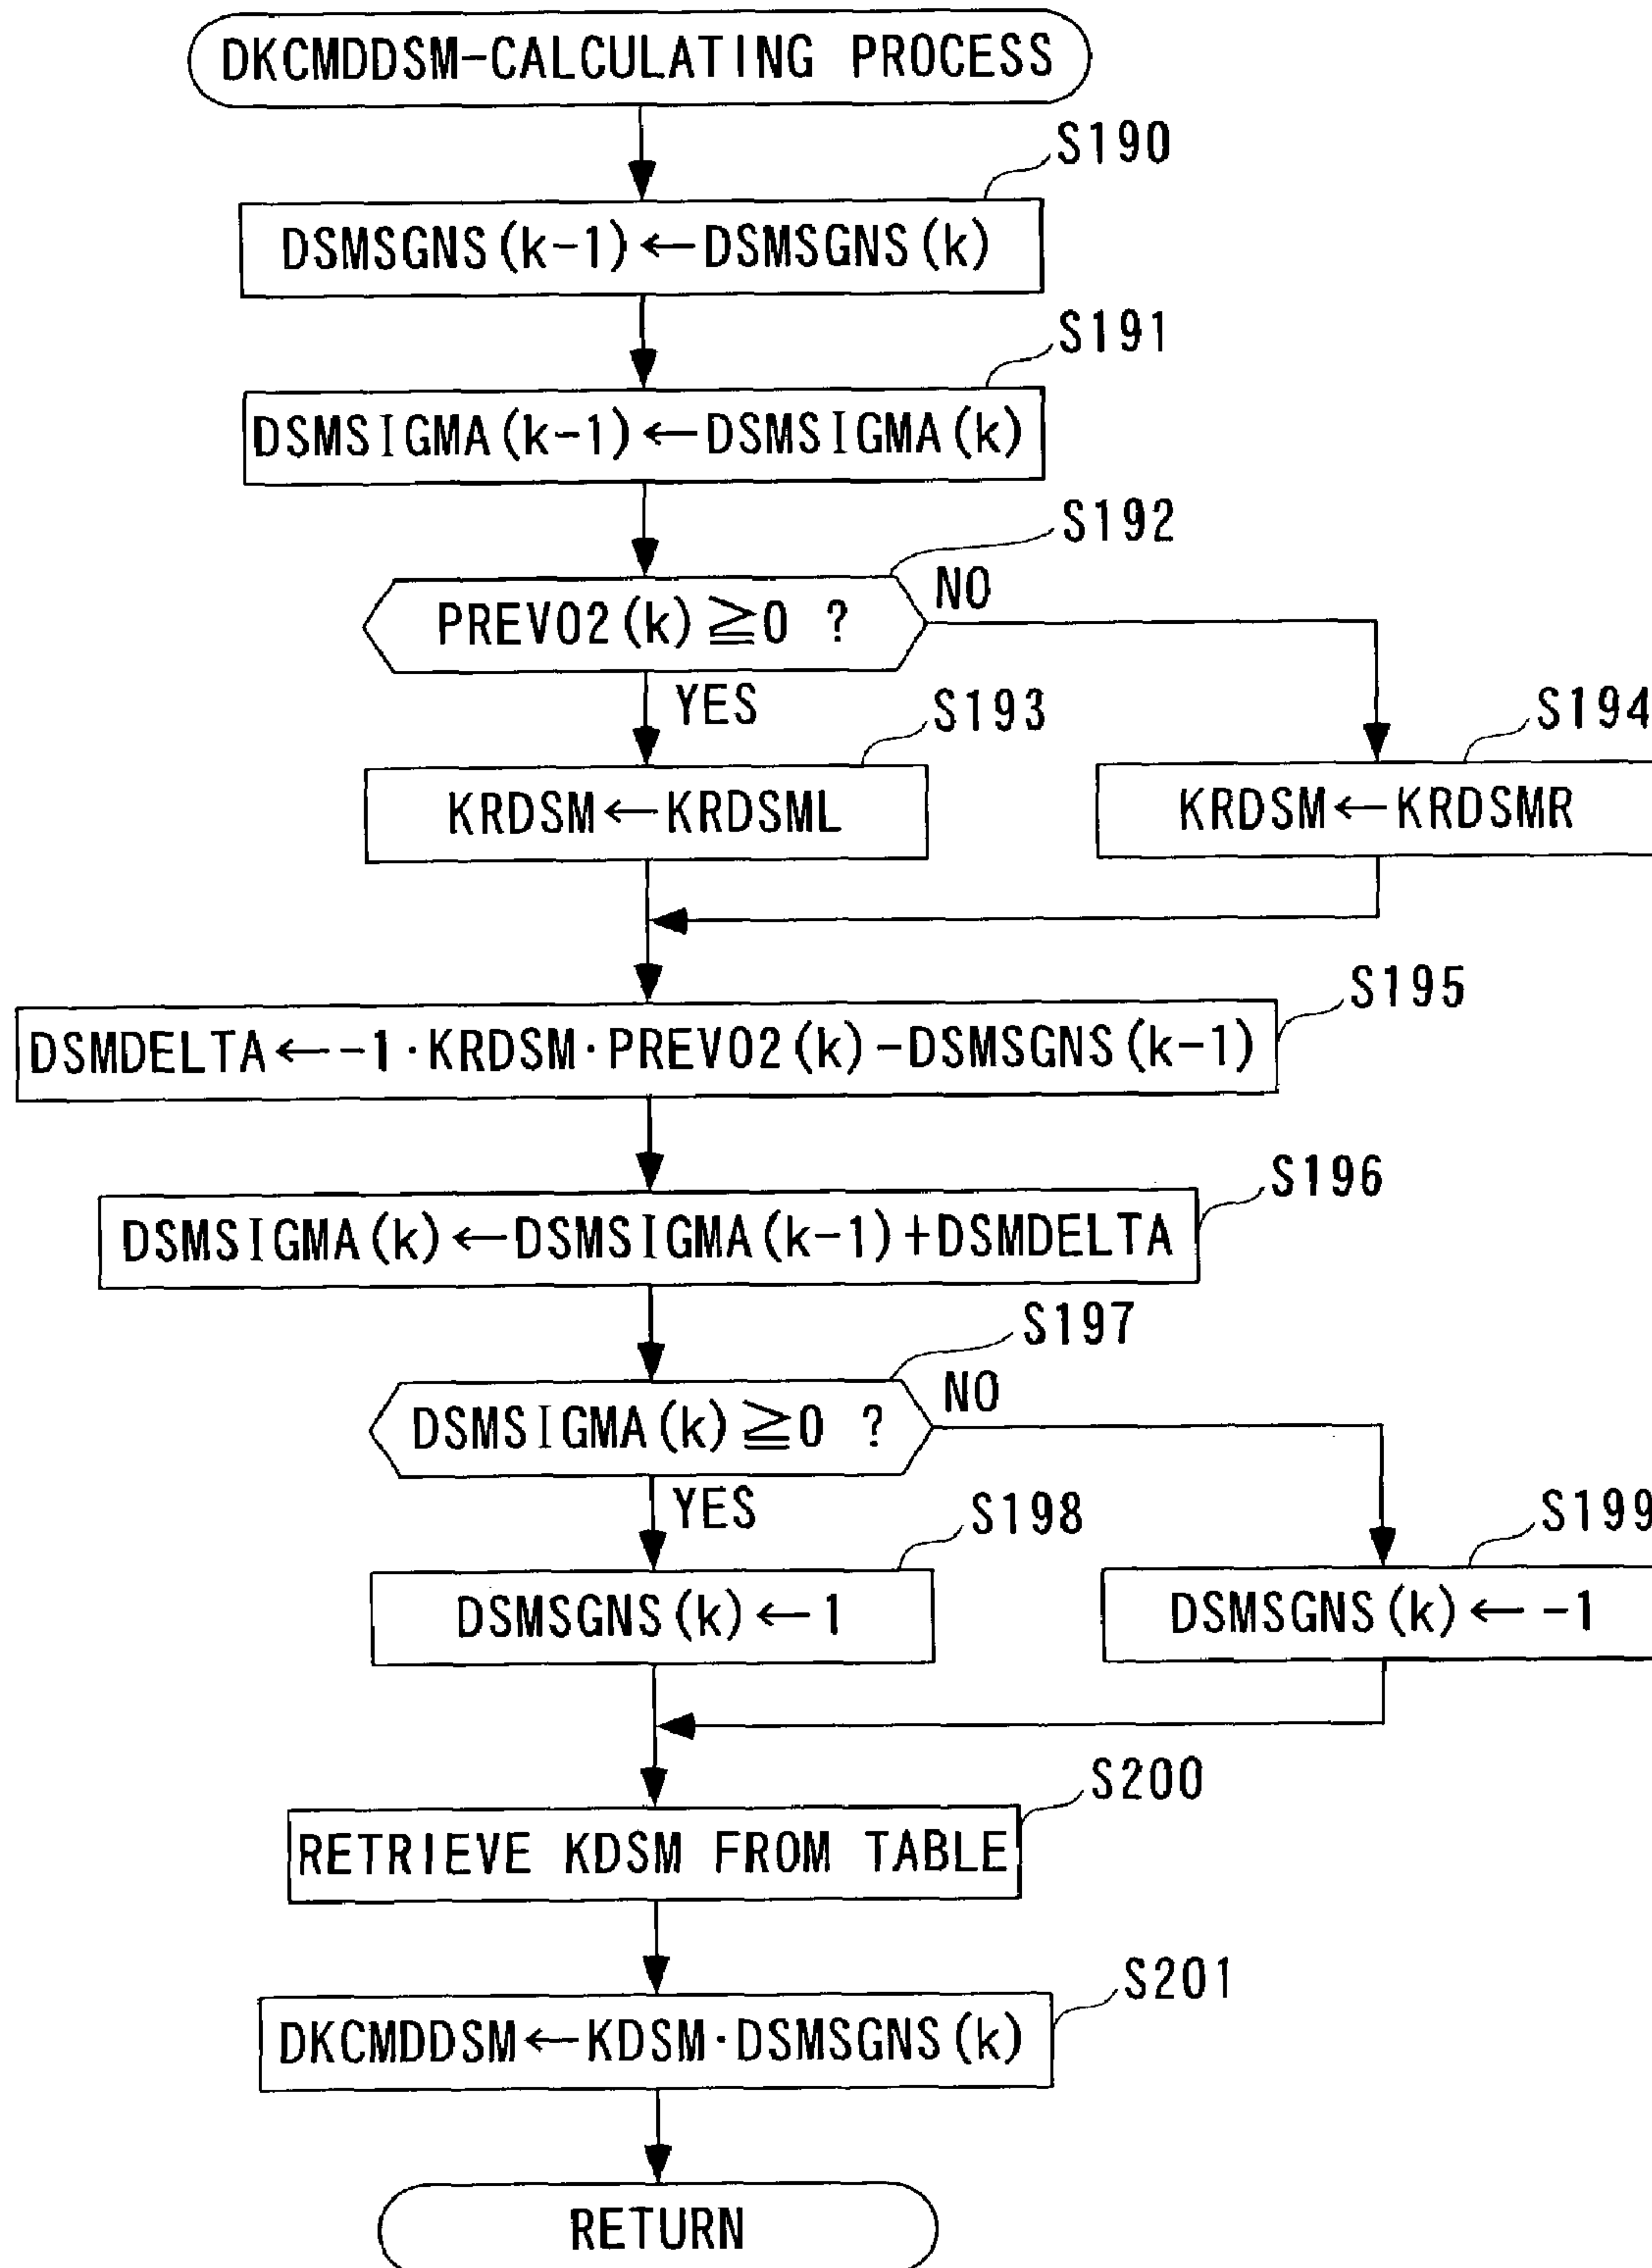 DKCMDDSM-CALCULATING PROCESS
S190
DSMSGNS(k-1)←DSMSGNS(k)
S191
DSMSIGMA(k-1)←DSMSIGMA(k)
S192
PREVO2(k)≧0 ?
NO
YES
S193
KRDSM←KRDSML
S194
KRDSM←KRDSMR
S195
DSMDELTA←-1·KRDSM·PREVO2(k)-DSMSGNS(k-1)
S196
DSMSIGMA(k)←DSMSIGMA(k-1)+DSMDELTA
S197
DSMSIGMA(k)≧0 ?
NO
YES
S198
DSMSGNS(k)←1
S199
DSMSGNS(k)← -1
S200
RETRIEVE KDSM FROM TABLE
S201
DKCMDDSM←KDSM·DSMSGNS(k)
RETURN